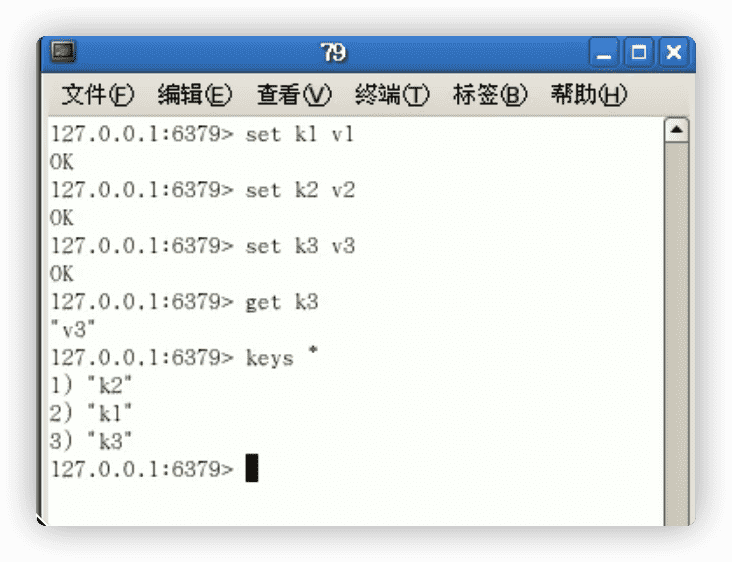 79
文件(F) 编辑(E) 查看(V) 终端(T) 标签(B) 帮助(H)
127.0.0.1:6379> set k1 v1
OK
127.0.0.1:6379> set k2 v2
OK
127.0.0.1:6379> set k3 v3
OK
127.0.0.1:6379> get k3
"v3"
127.0.0.1:6379> keys *
1) "k2"
2) "k1"
3) "k3"
127.0.0.1:6379>